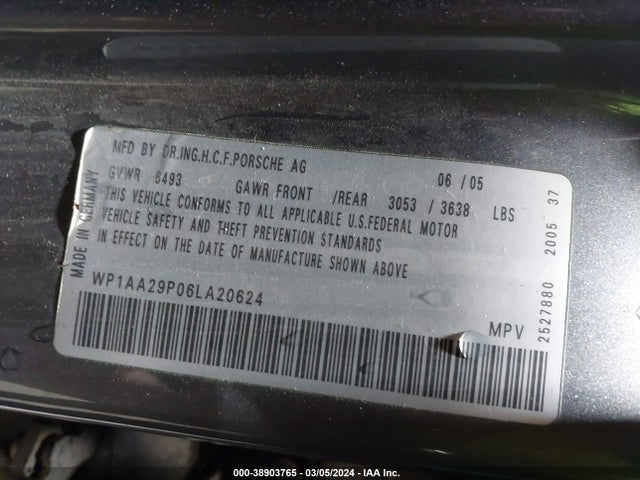 MFD BY DR.ING.H.C.F.PORSCHE AG 06 / 05
GVWR 6493 GAWR FRONT /REAR 3053 / 3638 LBS
THIS VEHICLE CONFORMS TO ALL APPLICABLE U.S.FEDERAL MOTOR
VEHICLE SAFETY AND THEFT PREVENTION STANDARDS
IN EFFECT ON THE DATE OF MANUFACTURE SHOWN ABOVE
WP1AA29P06LA20624
MPV
MADE IN GERMANY
2527880 2005 37
000-38903765 - 03/05/2024 - IAA Inc.